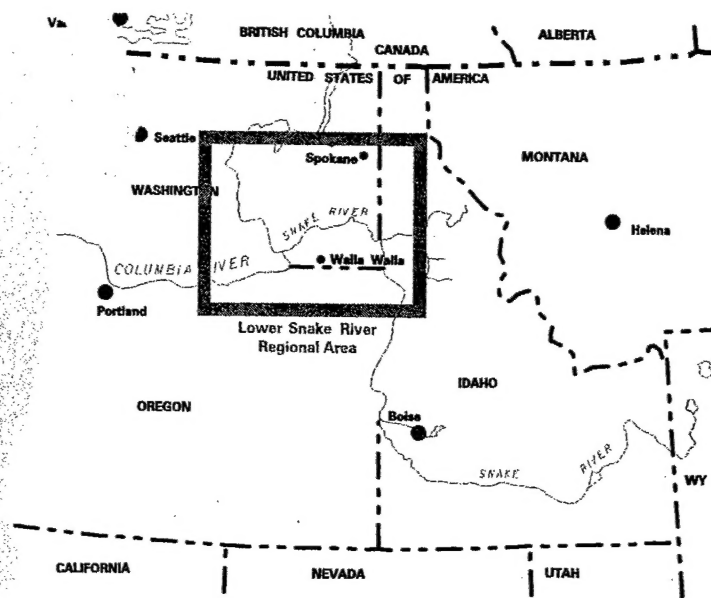 BRITISH COLUMBIA
ALBERTA
CANADA
UNITED STATES OF AMERICA
Seattle
Spokane
MONTANA
WASHINGTON
SNAKE RIVER
Helena
Walla Walla
COLUMBIA RIVER
Portland
Lower Snake River
Regional Area
IDAHO
OREGON
Boise
SNAKE RIVER
WY
CALIFORNIA
NEVADA
UTAH